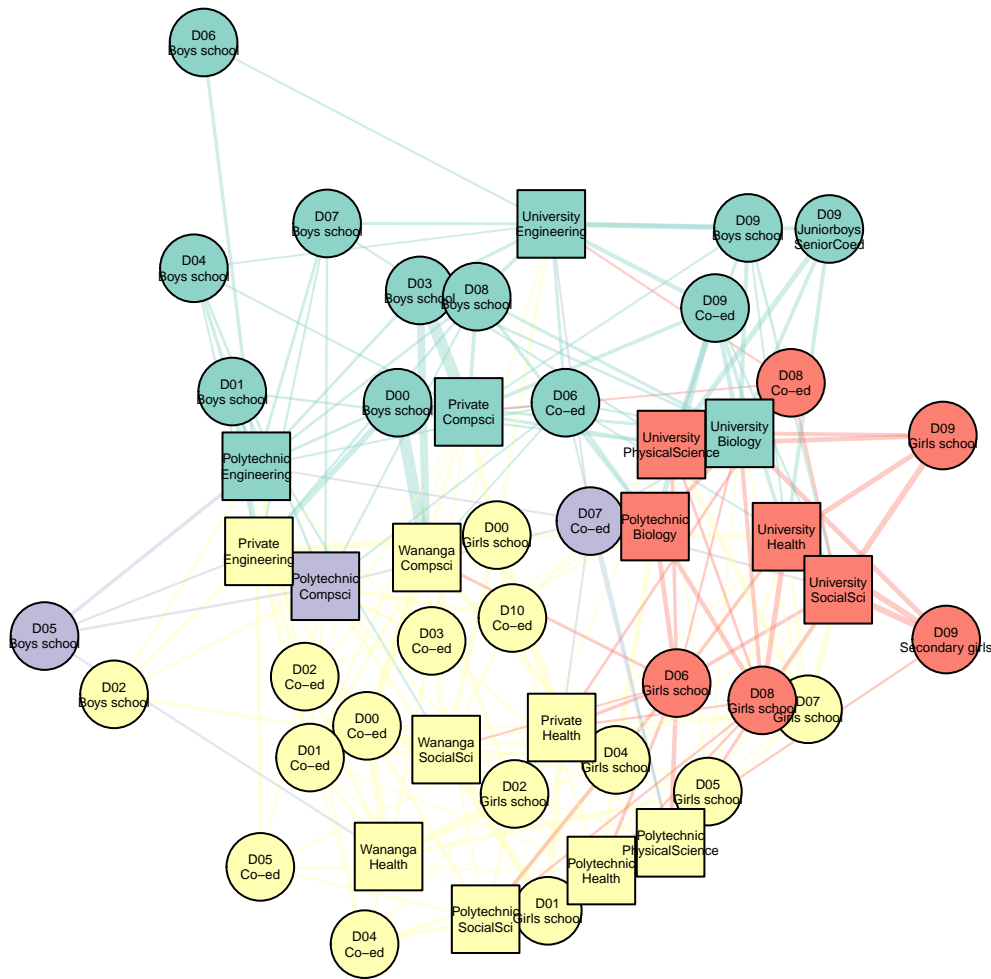 D06
Boys school
D07
Boys school
University
Engineering
D09
Boys school
D09
Juniorboys
SeniorCoed
D04
Boys school
D03
Boys school
D08
Boys school
D09
Co-ed
D01
Boys school
D00
Boys school
Private
Compsci
D06
Co-ed
D08
Co-ed
University
PhysicalScience
University
Biology
D09
Girls school
Polytechnic
Engineering
Private
Engineering
Polytechnic
Compsci
Wananga
Compsci
D00
Girls school
D07
Co-ed
Polytechnic
Biology
University
Health
University
SocialSci
D05
Boys school
D02
Boys school
D03
Co-ed
D10
Co-ed
D09
Secondary girls
D02
Co-ed
D00
Co-ed
D01
Co-ed
Wananga
SocialSci
Private
Health
D06
Girls school
D08
Girls school
D07
Girls school
D04
Girls school
D02
Girls school
D05
Girls school
D05
Co-ed
Wananga
Health
Polytechnic
PhysicalScience
Polytechnic
Health
D01
Girls school
Polytechnic
SocialSci
D04
Co-ed